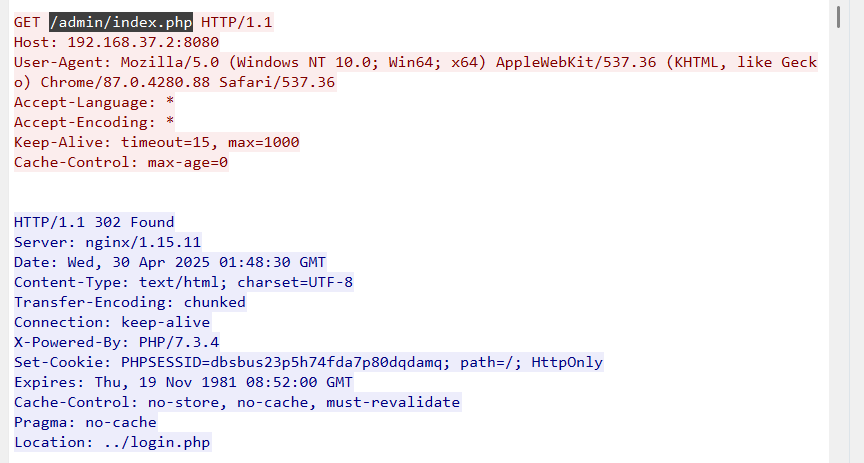 GET /admin/index.php HTTP/1.1
Host: 192.168.37.2:8080
User-Agent: Mozilla/5.0 (Windows NT 10.0; Win64; x64) AppleWebKit/537.36 (KHTML, like Geck
o) Chrome/87.0.4280.88 Safari/537.36
Accept-Language: *
Accept-Encoding: *
Keep-Alive: timeout=15, max=1000
Cache-Control: max-age=0
HTTP/1.1 302 Found
Server: nginx/1.15.11
Date: Wed, 30 Apr 2025 01:48:30 GMT
Content-Type: text/html; charset=UTF-8
Transfer-Encoding: chunked
Connection: keep-alive
X-Powered-By: PHP/7.3.4
Set-Cookie: PHPSESSID=dbsbus23p5h74fda7p80dqdamq; path=/; HttpOnly
Expires: Thu, 19 Nov 1981 08:52:00 GMT
Cache-Control: no-store, no-cache, must-revalidate
Pragma: no-cache
Location: ../login.php